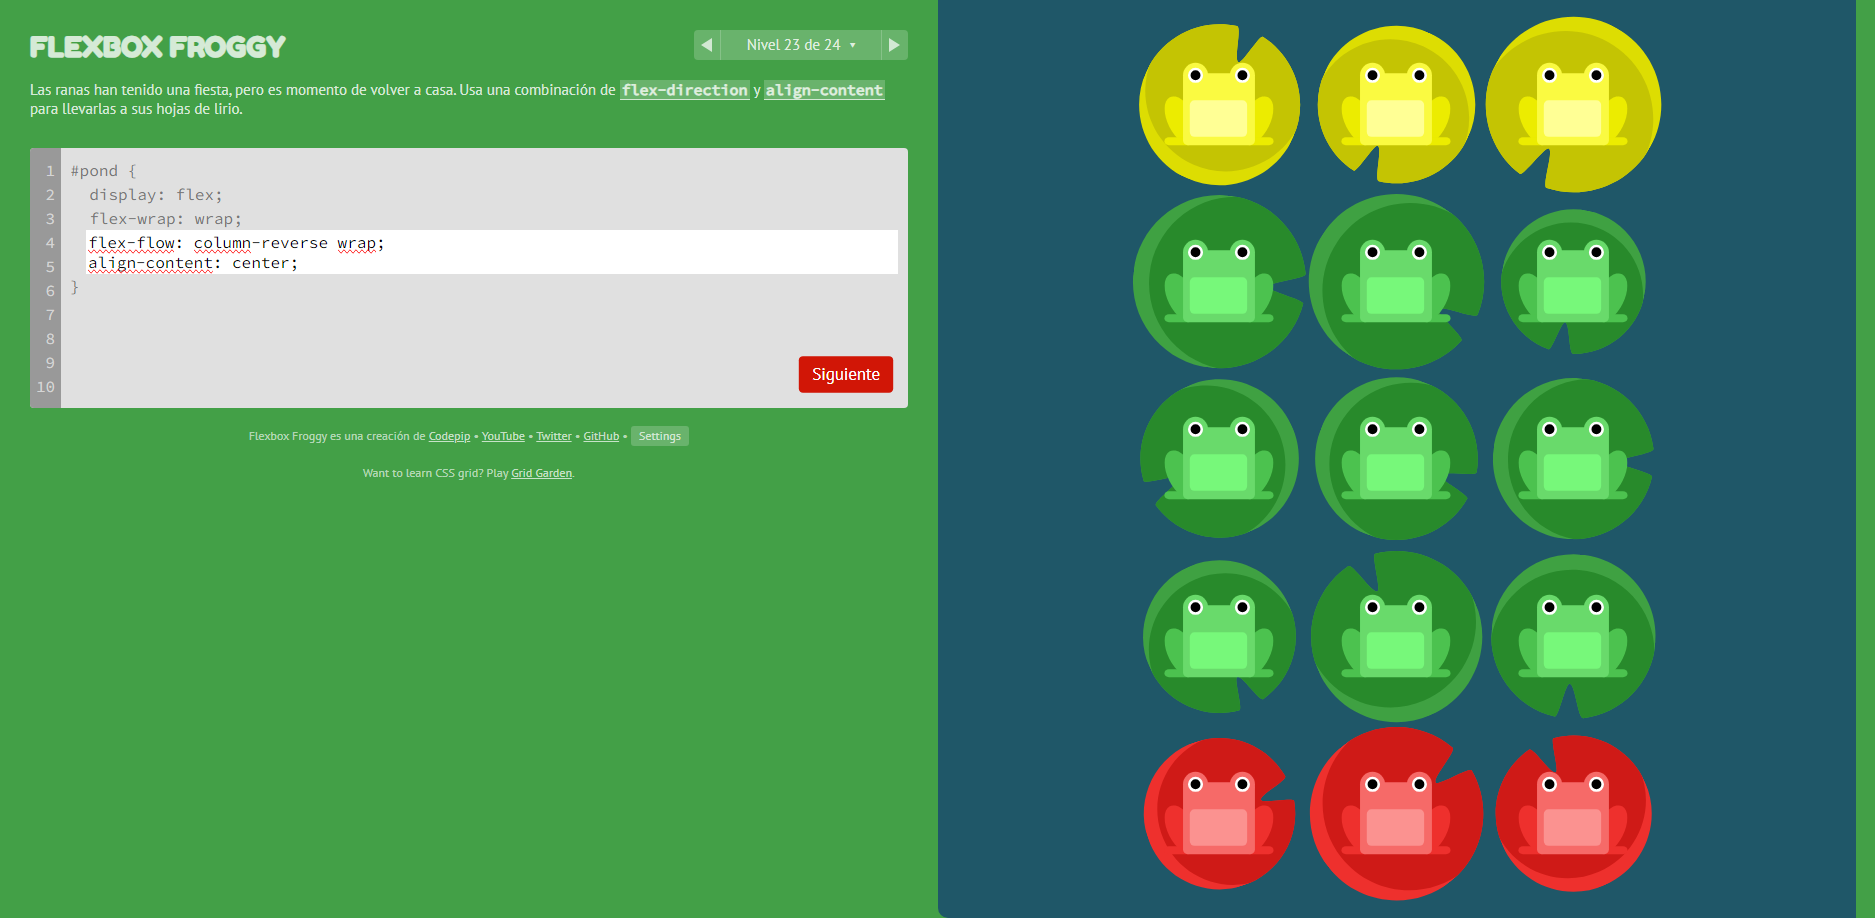 FLEXBOX FROGGY
◀ Nivel 23 de 24 ▾ ▶
Las ranas han tenido una fiesta, pero es momento de volver a casa. Usa una combinación de flex-direction y align-content
para llevarlas a sus hojas de lirio.
1 #pond {
2 display: flex;
3 flex-wrap: wrap;
4 flex-flow: column-reverse wrap;
5 align-content: center;
6 }
7
8
9
10
Siguiente
Flexbox Froggy es una creación de Codepip • YouTube • Twitter • GitHub • Settings
Want to learn CSS grid? Play Grid Garden.